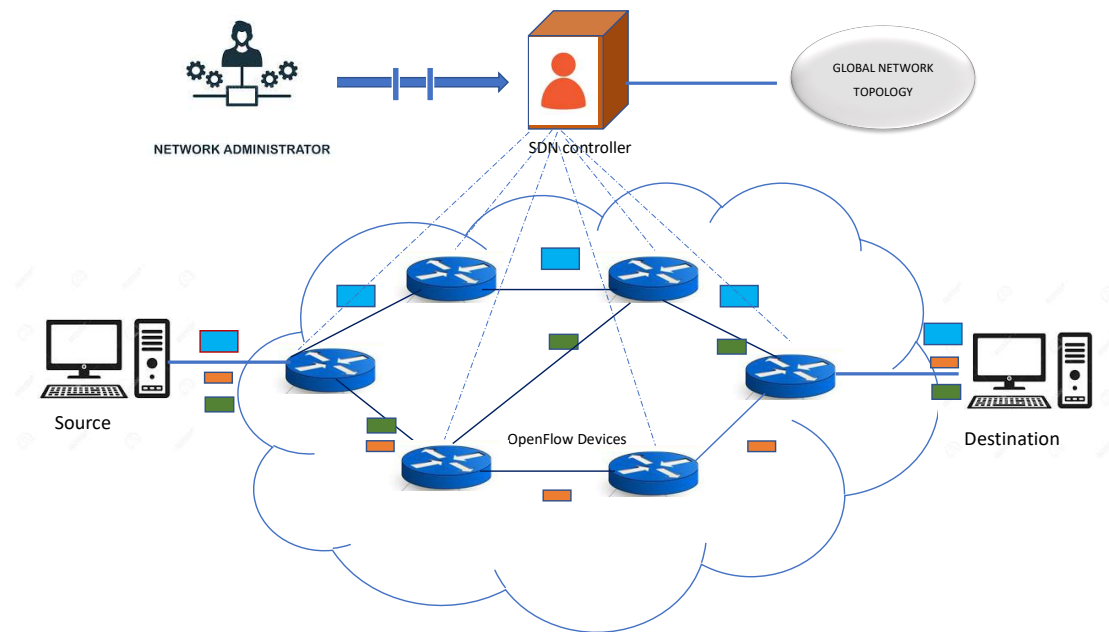 GLOBAL NETWORK
TOPOLOGY
NETWORK ADMINISTRATOR
SDN controller
Source
OpenFlow Devices
Destination